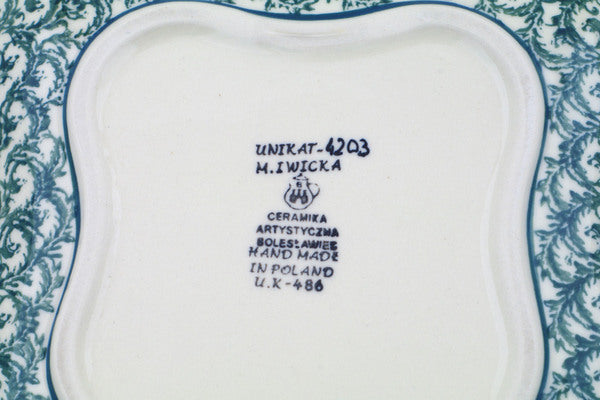 UNIKAT-4203
M.IWICKA
B
CERAMIKA
ARTYSTYCZNA
BOLESŁAWIEC
HAND MADE
IN POLAND
U.K-486